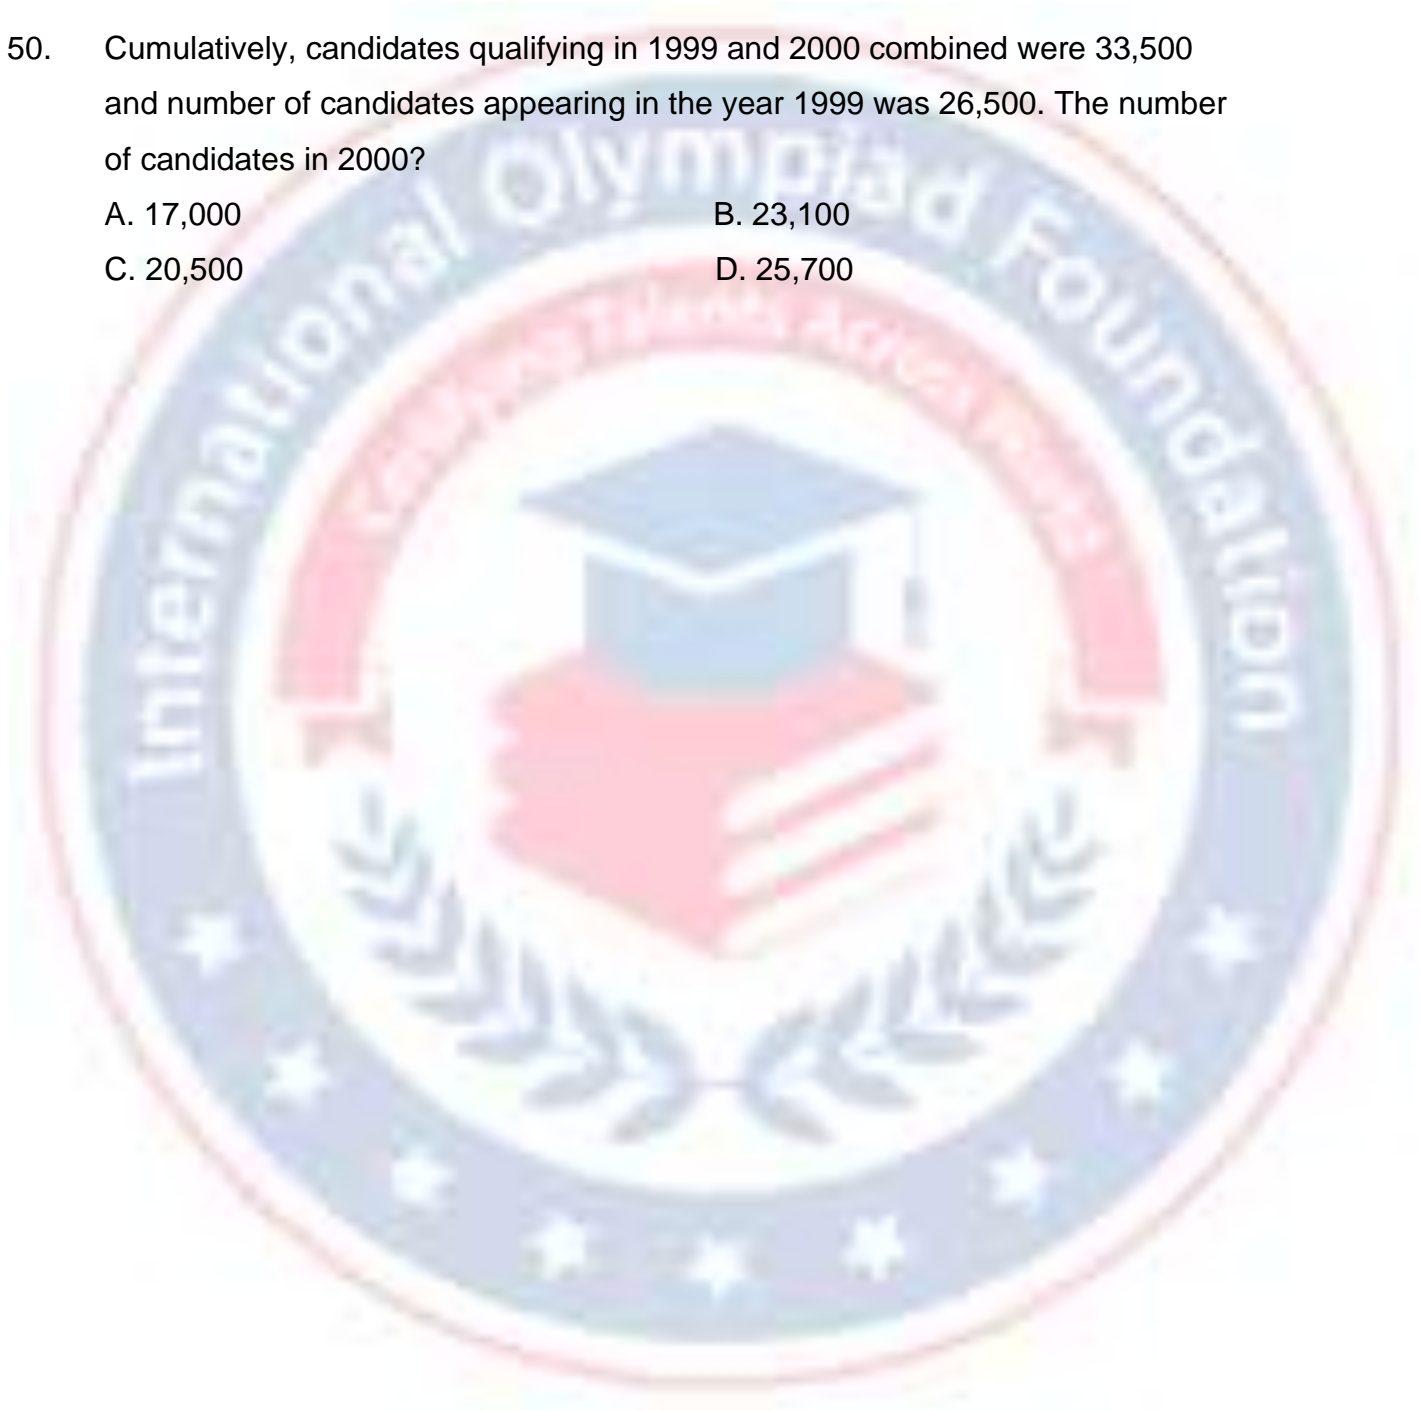 50. Cumulatively, candidates qualifying in 1999 and 2000 combined were 33,500
and number of candidates appearing in the year 1999 was 26,500. The number
of candidates in 2000?
A. 17,000 B. 23,100
C. 20,500 D. 25,700
International Olympiad Foundation
Talents Across